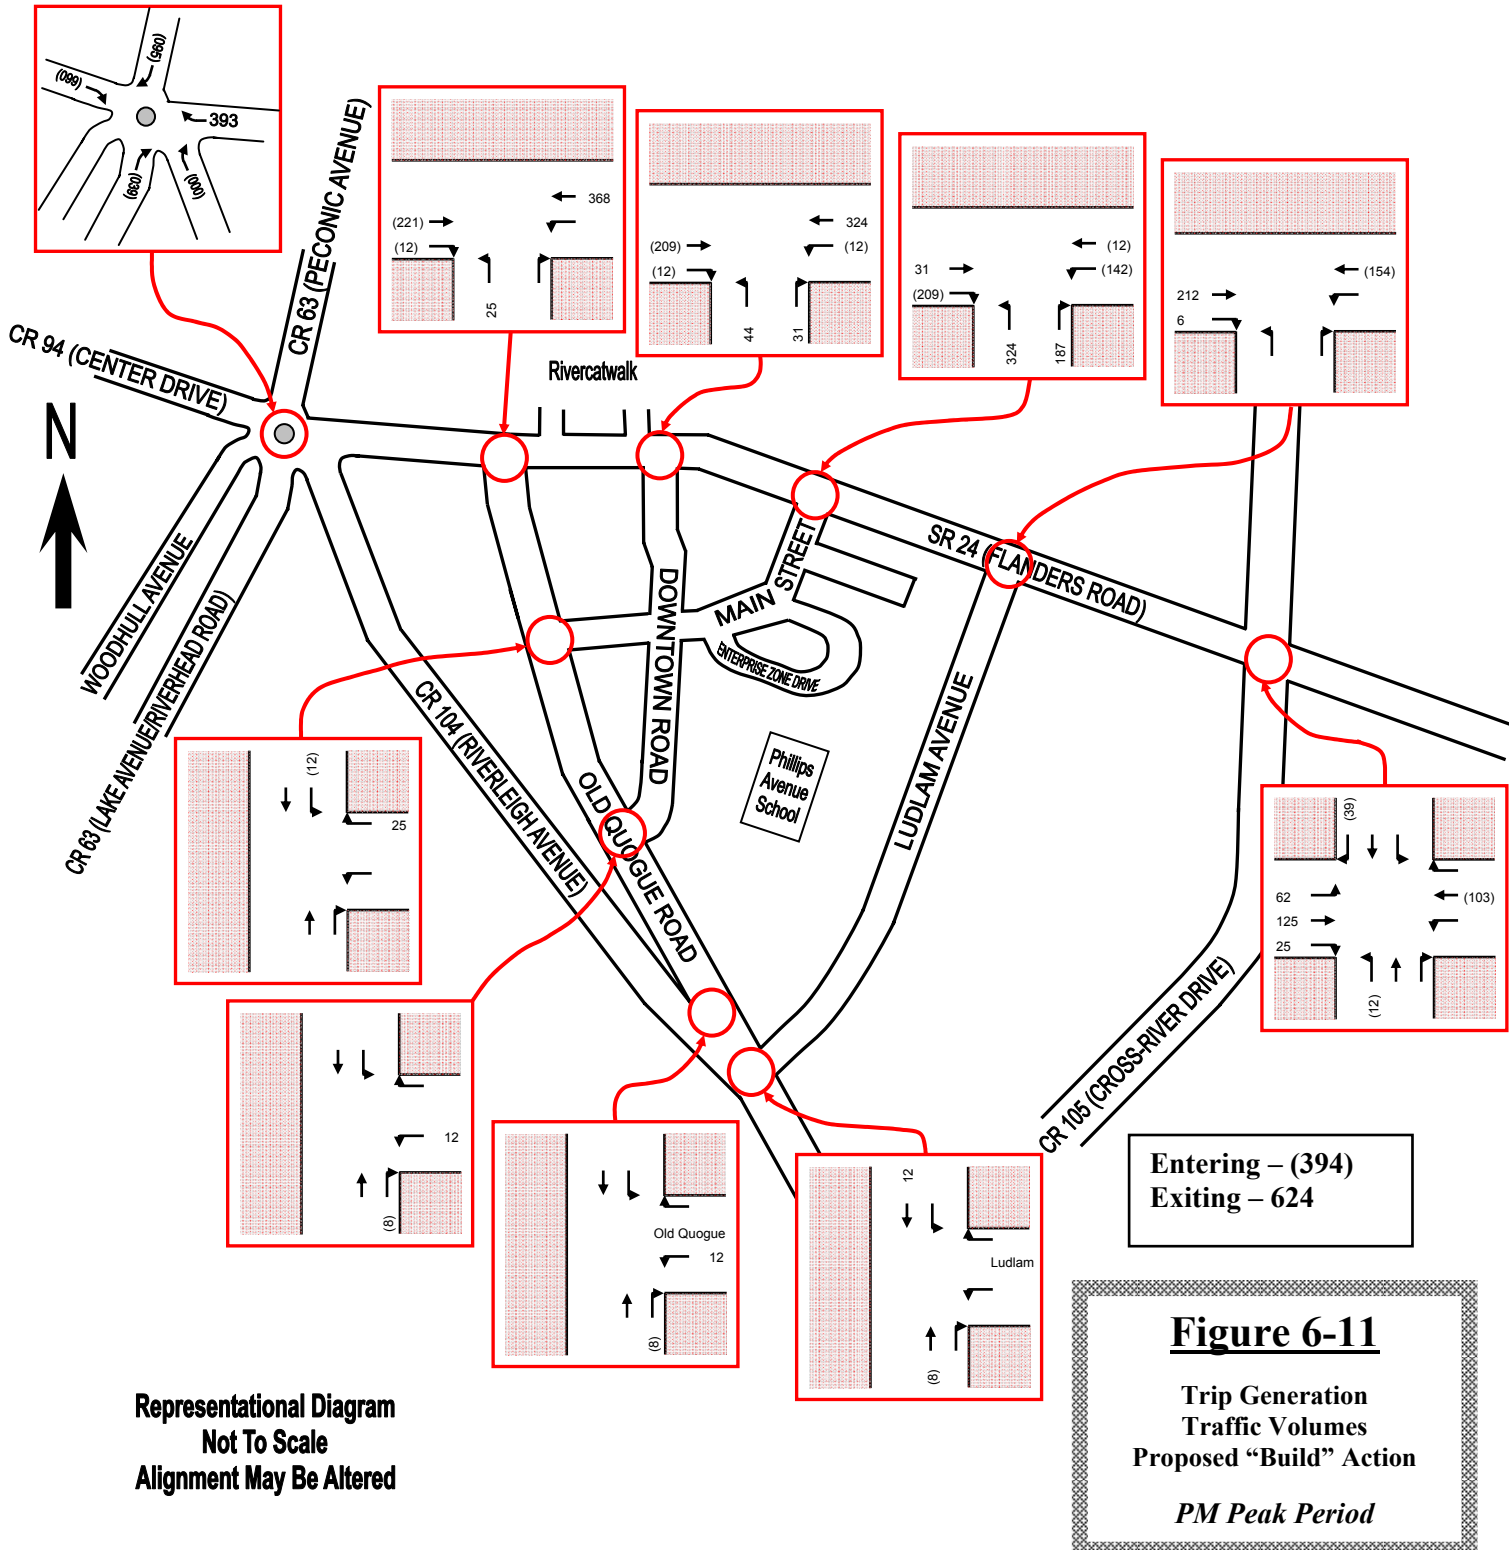 (095)
(090)
393
(039)
(000)
(221)
(12)
368
25
(209)
(12)
324
(12)
44
31
31
(209)
(12)
(142)
324
187
212
6
(154)
CR 63 (PECONIC AVENUE)
CR 94 (CENTER DRIVE)
N
Rivercatwalk
WOODHULL AVENUE
CR 63 (LAKE AVENUE/RIVERHEAD ROAD)
CR 104 (RIVERLEIGH AVENUE)
OLD QUOGUE ROAD
DOWNTOWN ROAD
MAIN STREET
ENTERPRISE ZONE DRIVE
SR 24 (FLANDERS ROAD)
LUDLAM AVENUE
Phillips
Avenue
School
CR 105 (CROSS-RIVER DRIVE)
(12)
25
12
(8)
Old Quogue
12
(8)
12
Ludlam
(8)
(39)
62
125
25
(103)
(12)
Entering – (394)
Exiting – 624
Representational Diagram
Not To Scale
Alignment May Be Altered
Figure 6-11
Trip Generation
Traffic Volumes
Proposed “Build” Action
PM Peak Period